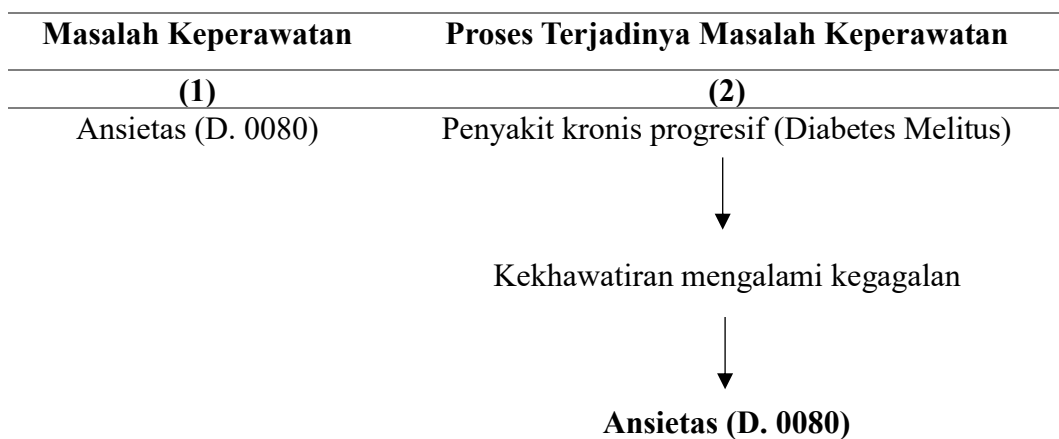 Masalah Keperawatan Proses Terjadinya Masalah Keperawatan
(1) (2)
Ansietas (D. 0080) Penyakit kronis progresif (Diabetes Melitus)
Kekhawatiran mengalami kegagalan
Ansietas (D. 0080)